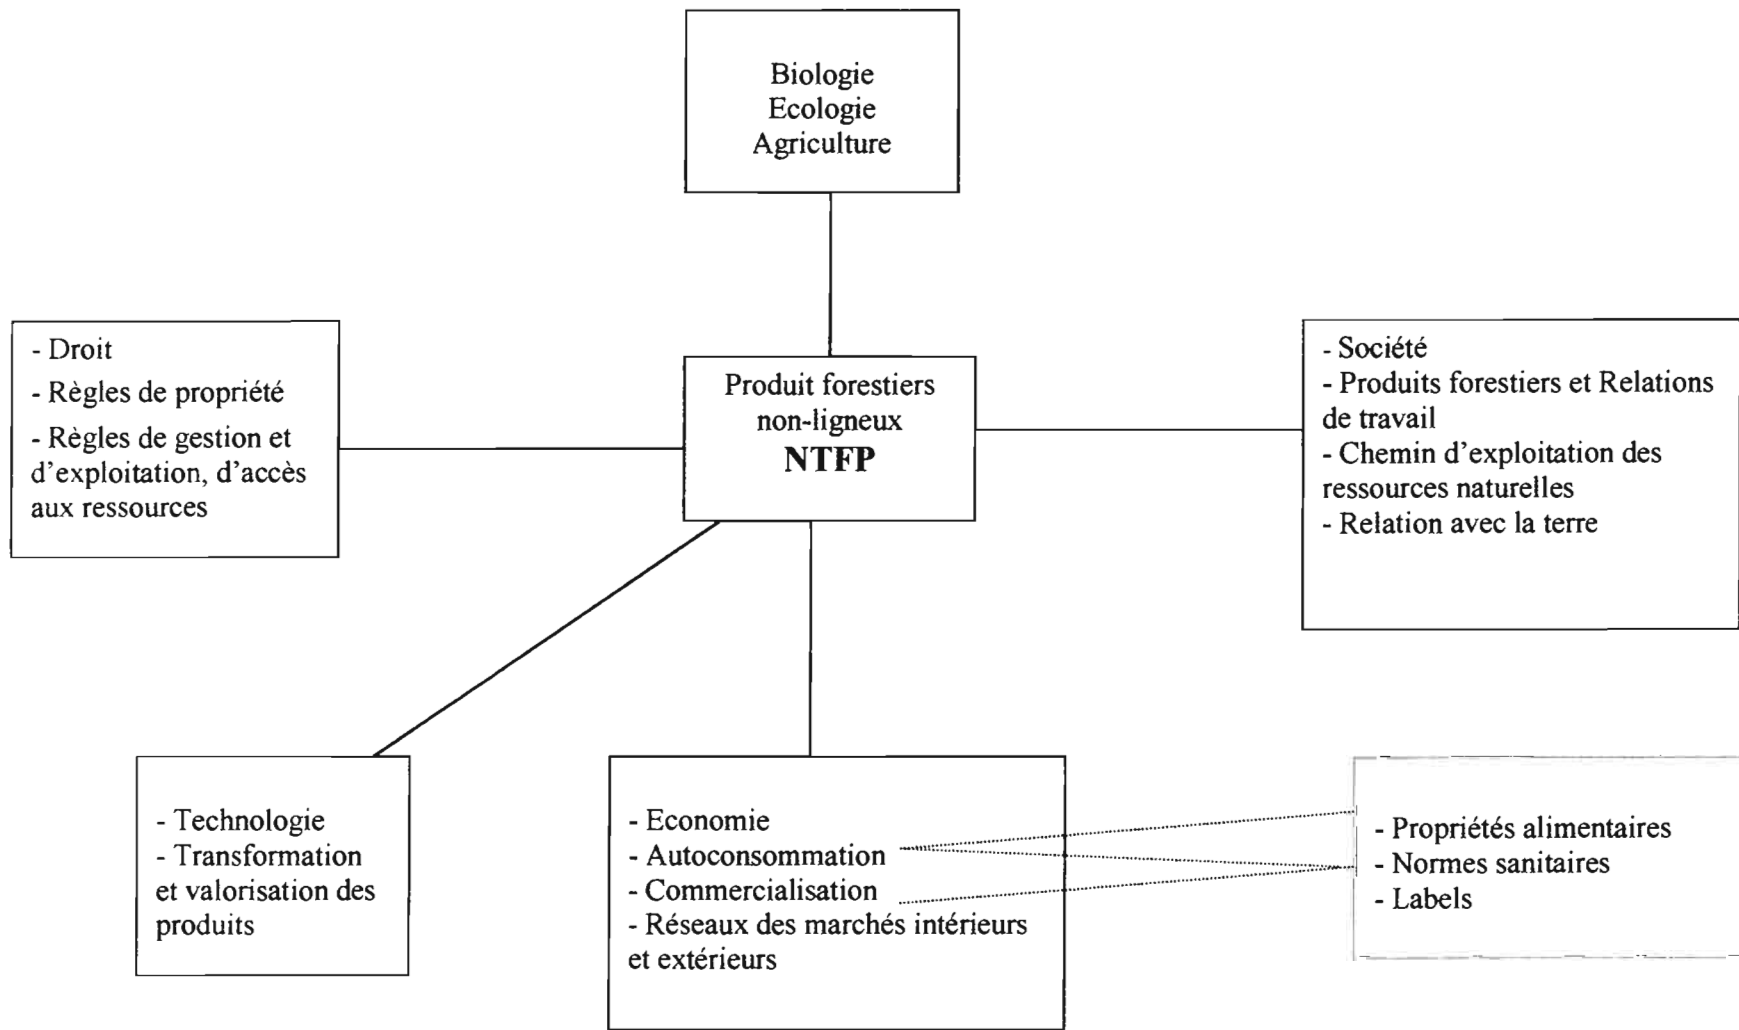 Biologie
Ecologie
Agriculture
- Droit
- Règles de propriété
- Règles de gestion et
d'exploitation, d'accès
aux ressources
Produit forestiers
non-ligneux
NTFP
- Société
- Produits forestiers et Relations
de travail
- Chemin d'exploitation des
ressources naturelles
- Relation avec la terre
- Technologie
- Transformation
et valorisation des
produits
- Economie
- Autoconsommation
- Commercialisation
- Réseaux des marchés intérieurs
et extérieurs
- Propriétés alimentaires
- Normes sanitaires
- Labels